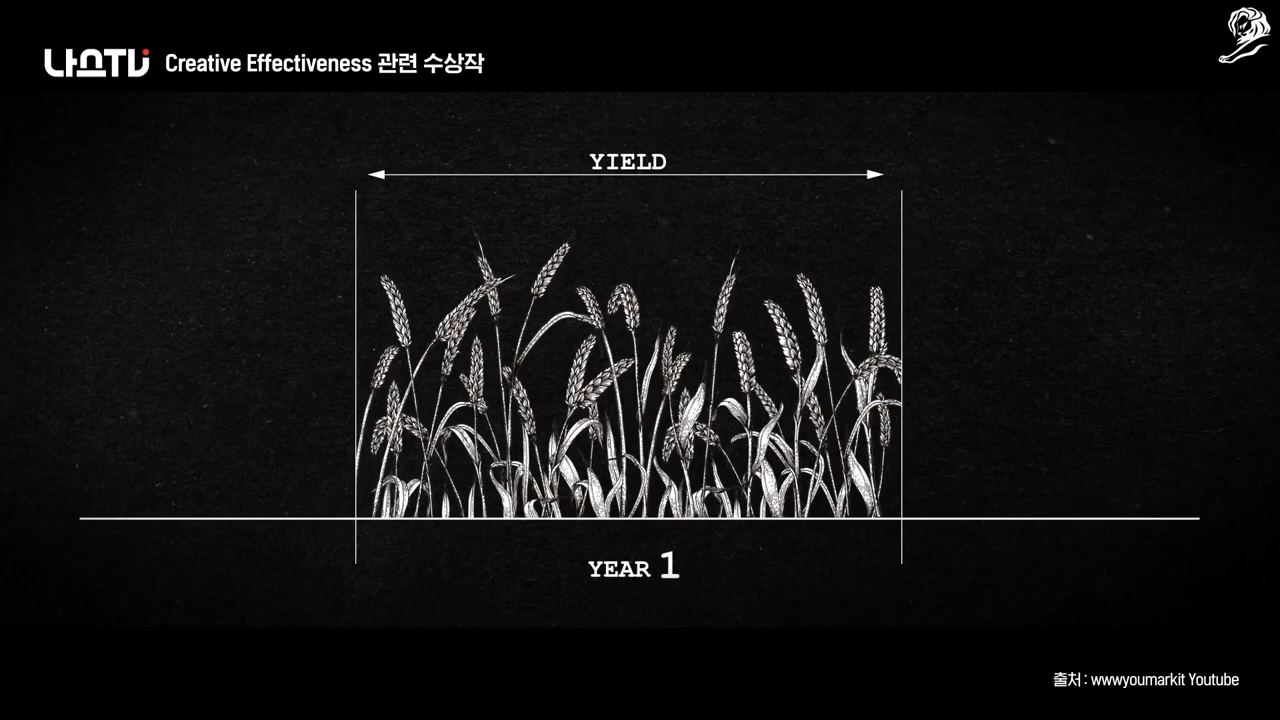 나스TV Creative Effectiveness 관련 수상작
YIELD
YEAR 1
출처 : wwwyoumarkit Youtube